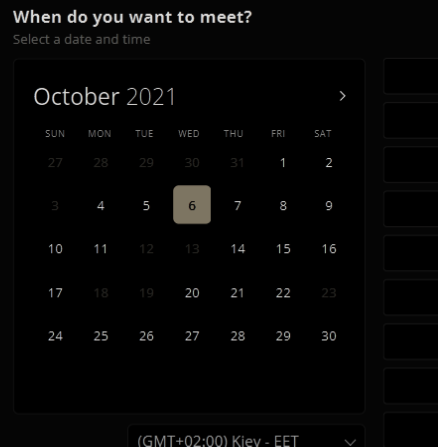 When do you want to meet?
Select a date and time
October 2021
SUN MON TUE WED THU FRI SAT
27 28 29 30 31 1 2
3 4 5 6 7 8 9
10 11 12 13 14 15 16
17 18 19 20 21 22 23
24 25 26 27 28 29 30
(GMT+02:00) Kiev - EET